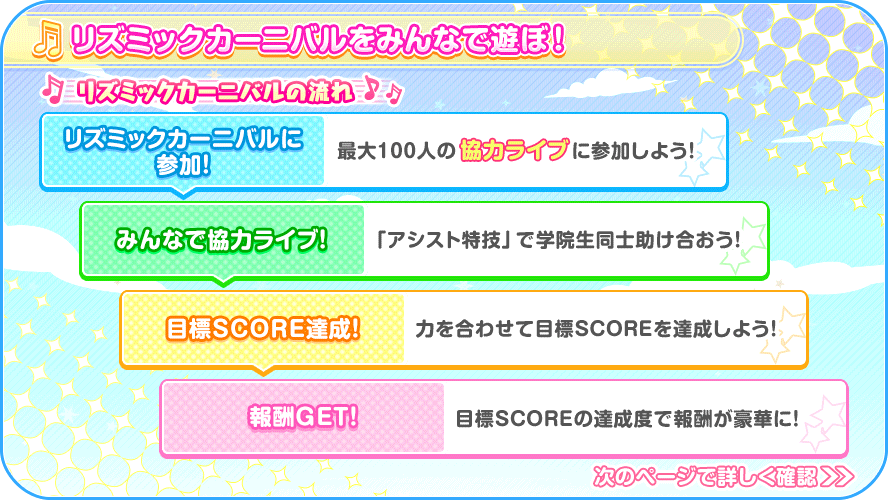 リズミックカーニバルをみんなで遊ぼ!
リズミックカーニバルの流れ
リズミックカーニバルに
参加!
最大100人の協力ライブに参加しよう!
みんなで協力ライブ!
「アシスト特技」で学院生同士助け合おう!
目標SCORE達成!
力を合わせて目標SCOREを達成しよう!
報酬GET!
目標SCOREの達成度で報酬が豪華に!
次のページで詳しく確認